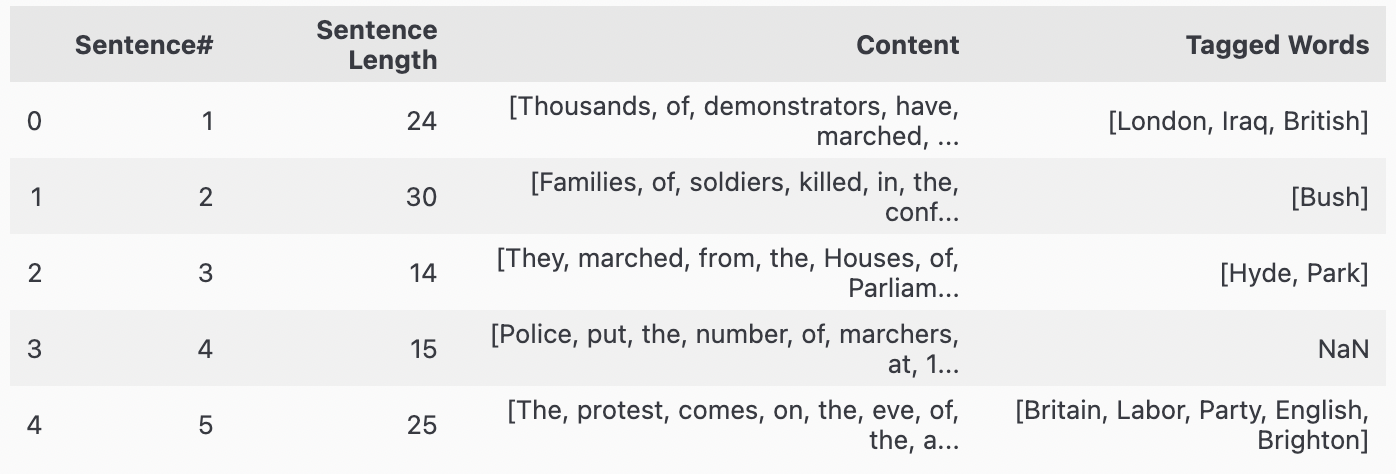 Sentence# Sentence Length Content Tagged Words
0 1 24 [Thousands, of, demonstrators, have, marched, ... [London, Iraq, British]
1 2 30 [Families, of, soldiers, killed, in, the, conf... [Bush]
2 3 14 [They, marched, from, the, Houses, of, Parliam... [Hyde, Park]
3 4 15 [Police, put, the, number, of, marchers, at, 1... NaN
4 5 25 [The, protest, comes, on, the, eve, of, the, a... [Britain, Labor, Party, English, Brighton]